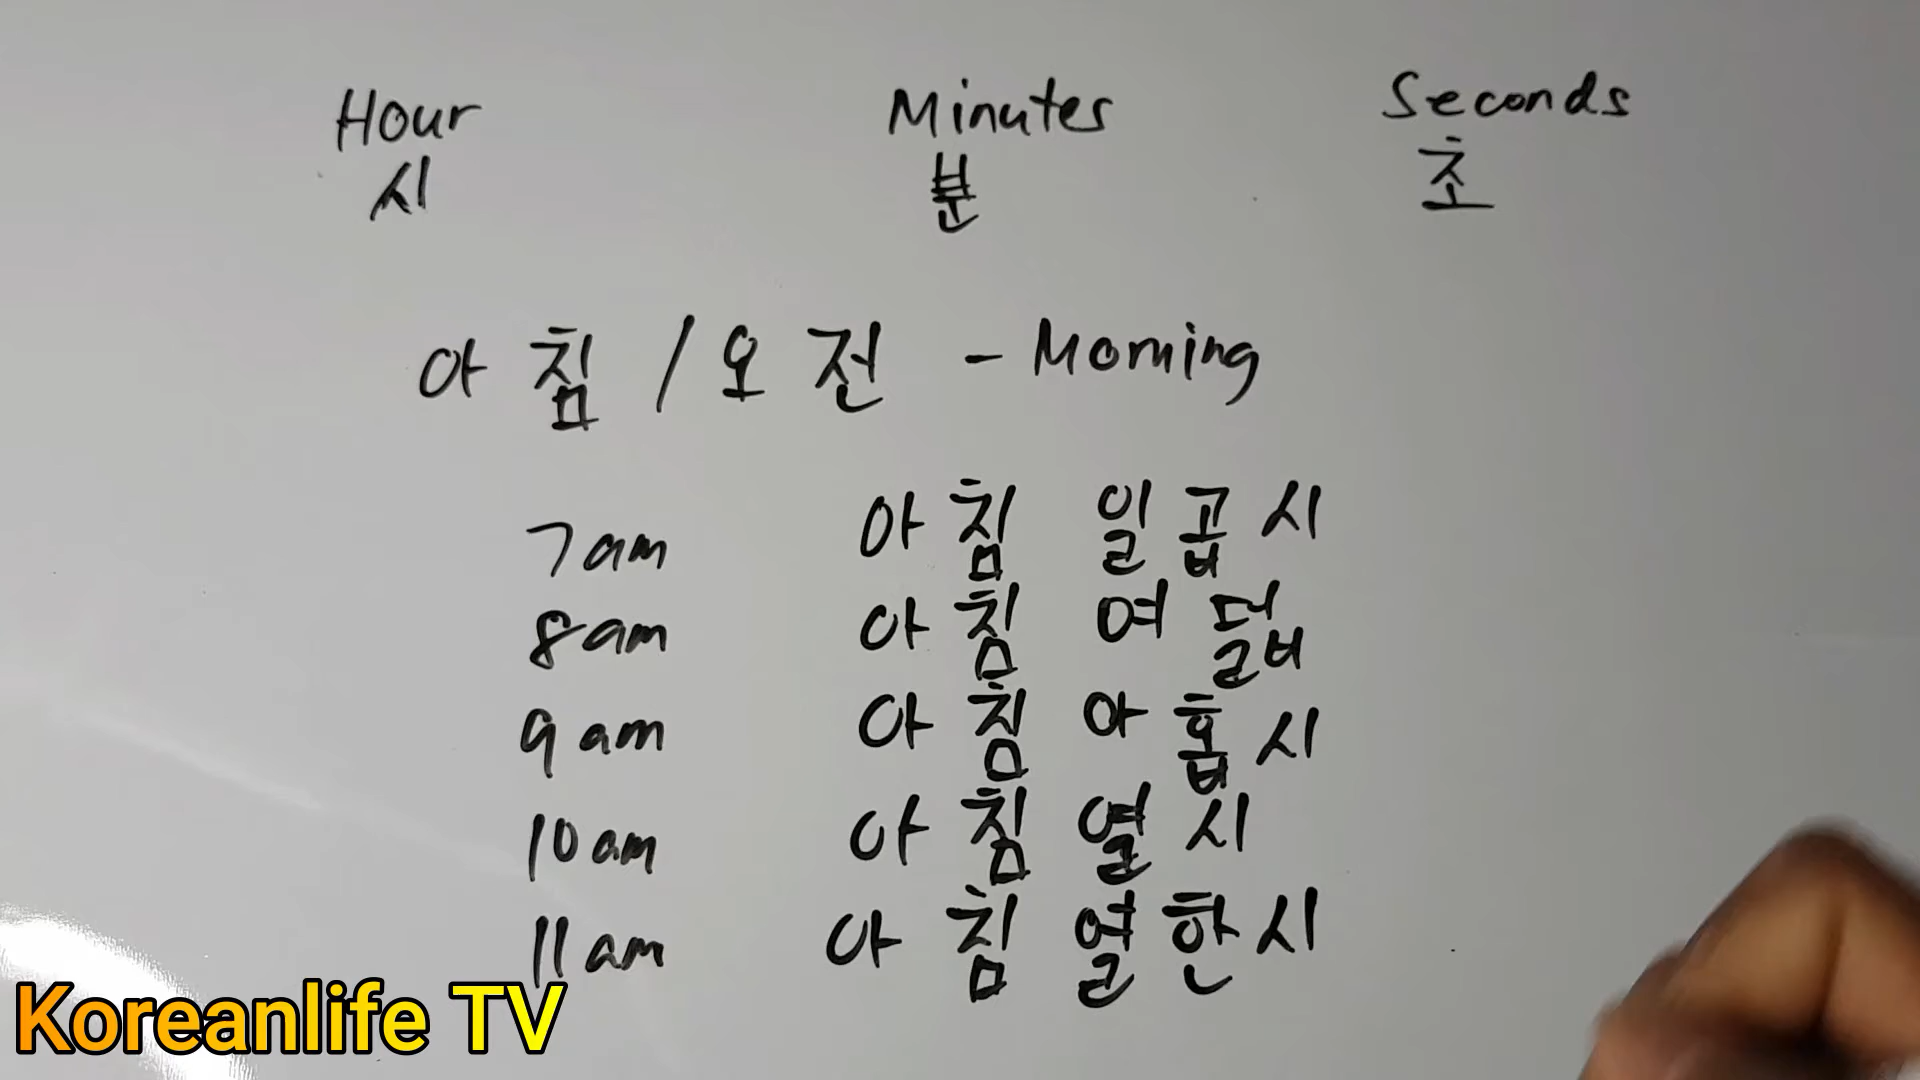 Hour Minutes Seconds
시 분 초
아침 / 오전 - Morning
7am 아침 일곱시
8am 아침 여덟
9am 아침 아홉시
10am 아침 열시
11am 아침 열한시
Koreanlife TV